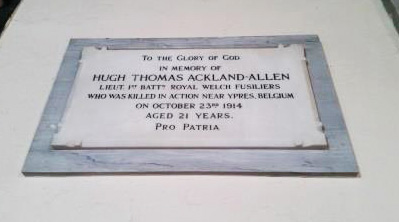 To the Glory of God
in memory of
HUGH THOMAS ACKLAND-ALLEN
LIEUT. 1ST BATTN. ROYAL WELCH FUSILIERS
WHO WAS KILLED IN ACTION NEAR YPRES, BELGIUM
ON OCTOBER 23RD 1914
AGED 21 YEARS.
Pro Patria